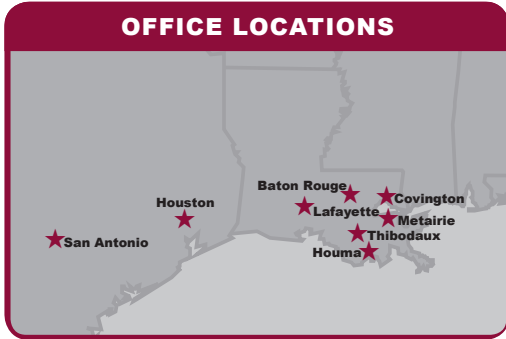 OFFICE LOCATIONS
Baton Rouge
Covington
Houston
Lafayette
Metairie
Thibodaux
San Antonio
Houma